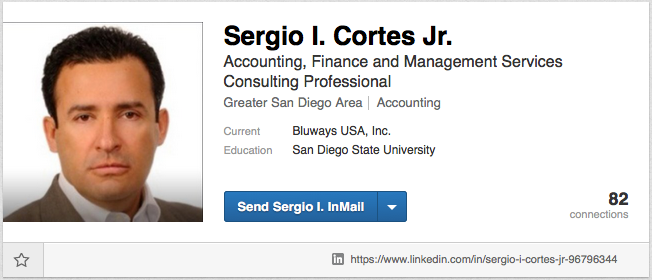 Sergio I. Cortes Jr.
Accounting, Finance and Management Services
Consulting Professional
Greater San Diego Area | Accounting
Current Bluways USA, Inc.
Education San Diego State University
Send Sergio I. InMail
82
connections
in https://www.linkedin.com/in/sergio-i-cortes-jr-96796344